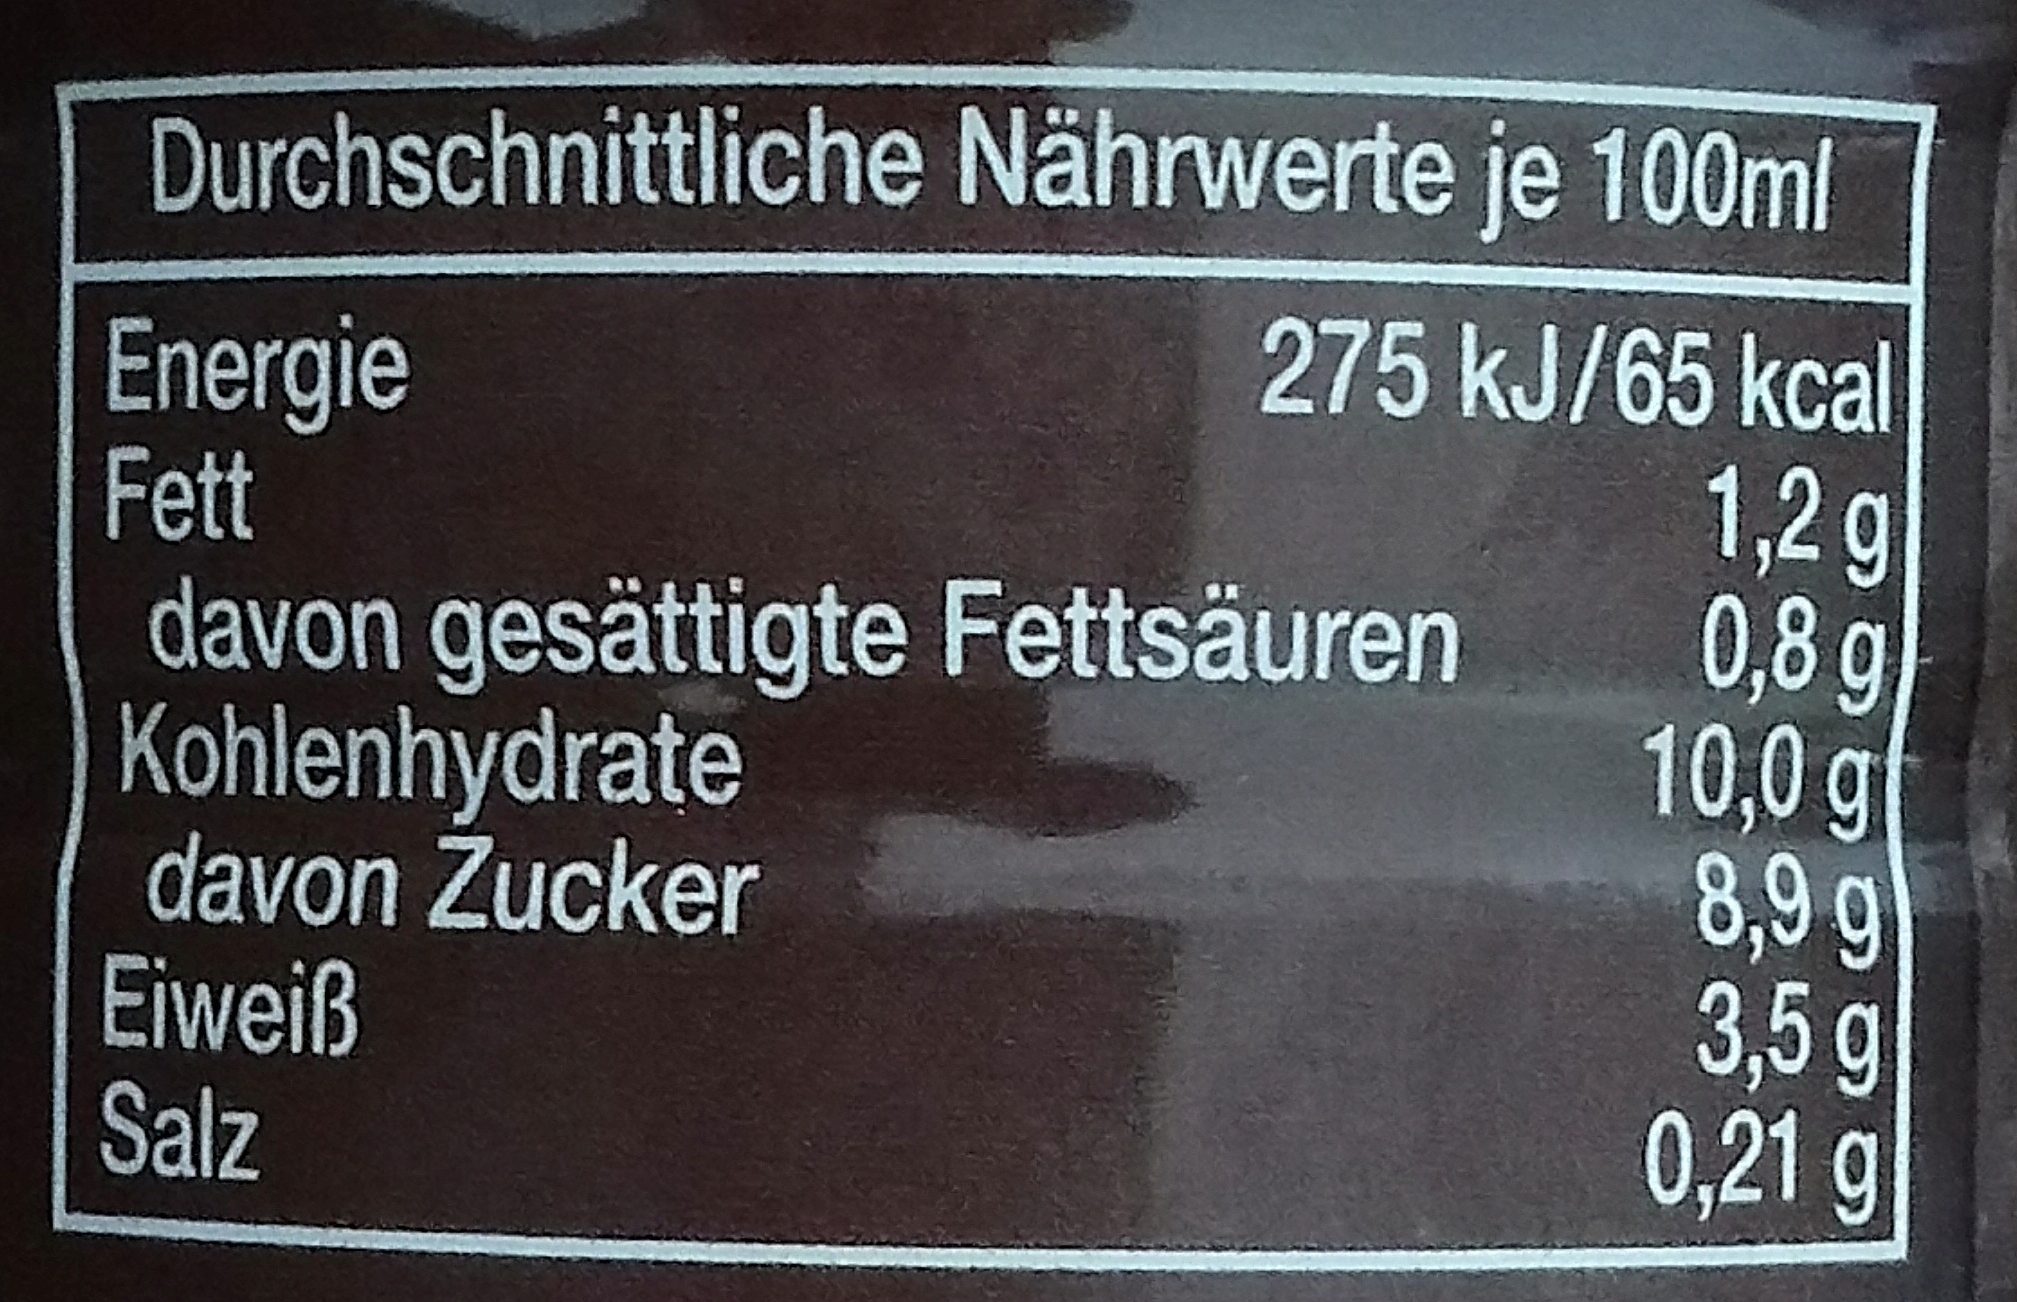 Durchschnittliche Nährwerte je 100ml
Energie 275 kJ/65 kcal
Fett 1,2 g
davon gesättigte Fettsäuren 0,8 g
Kohlenhydrate 10,0 g
davon Zucker 8,9 g
Eiweiß 3,5 g
Salz 0,21 g